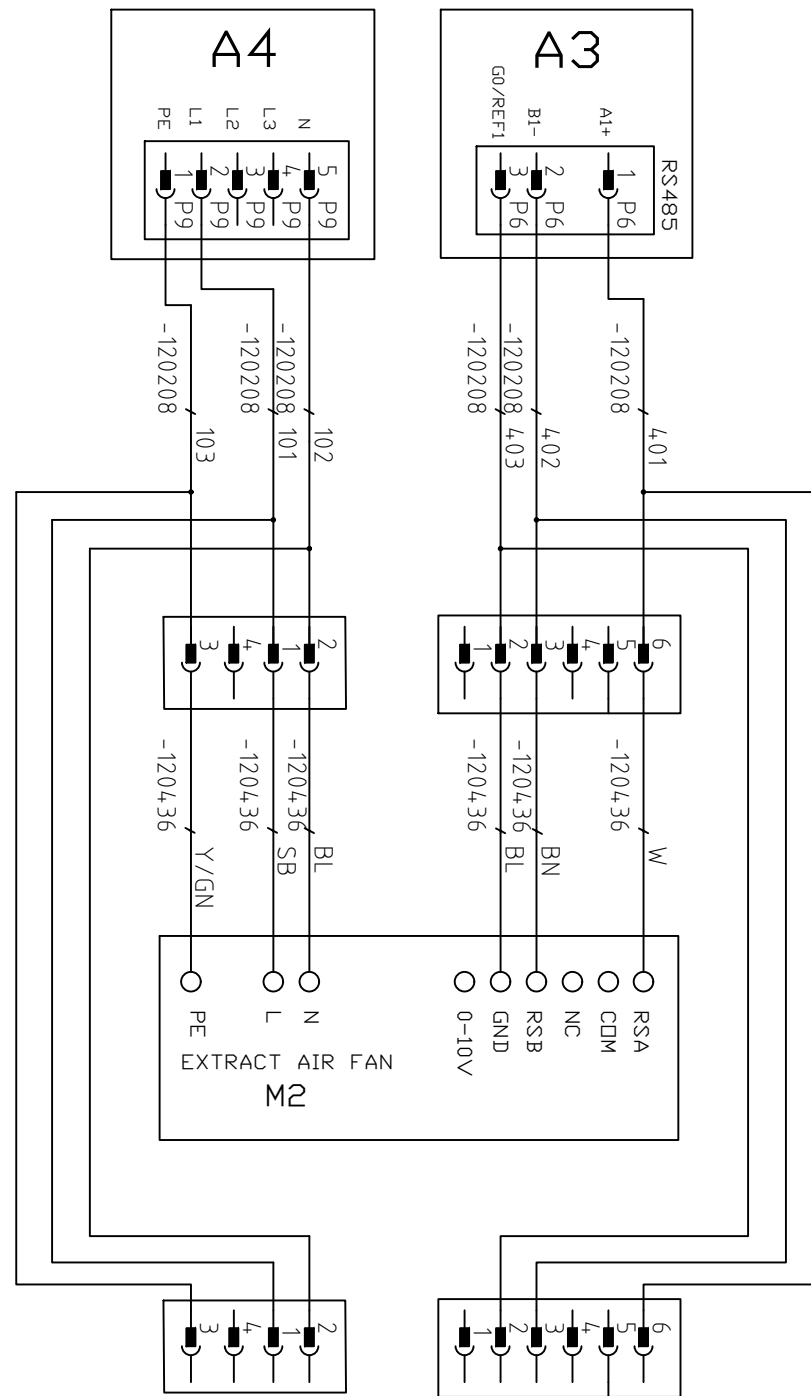 A4
A3
PE
L1
L2
L3
N
G0/REF1
B1-
A1+
RS485
1
2
3
4
5
P9
P9
P9
P9
P9
3
2
1
P6
P6
P6
-120208
-120208
-120208
-120208
-120208
-120208
103
101
102
403
402
401
3
4
1
2
1
2
3
4
5
6
-120436
-120436
-120436
-120436
-120436
-120436
Y/GN
SB
BL
BL
BN
W
PE
L
N
0-10V
GND
RSB
NC
COM
RSA
EXTRACT AIR FAN
M2
3
4
1
2
1
2
3
4
5
6